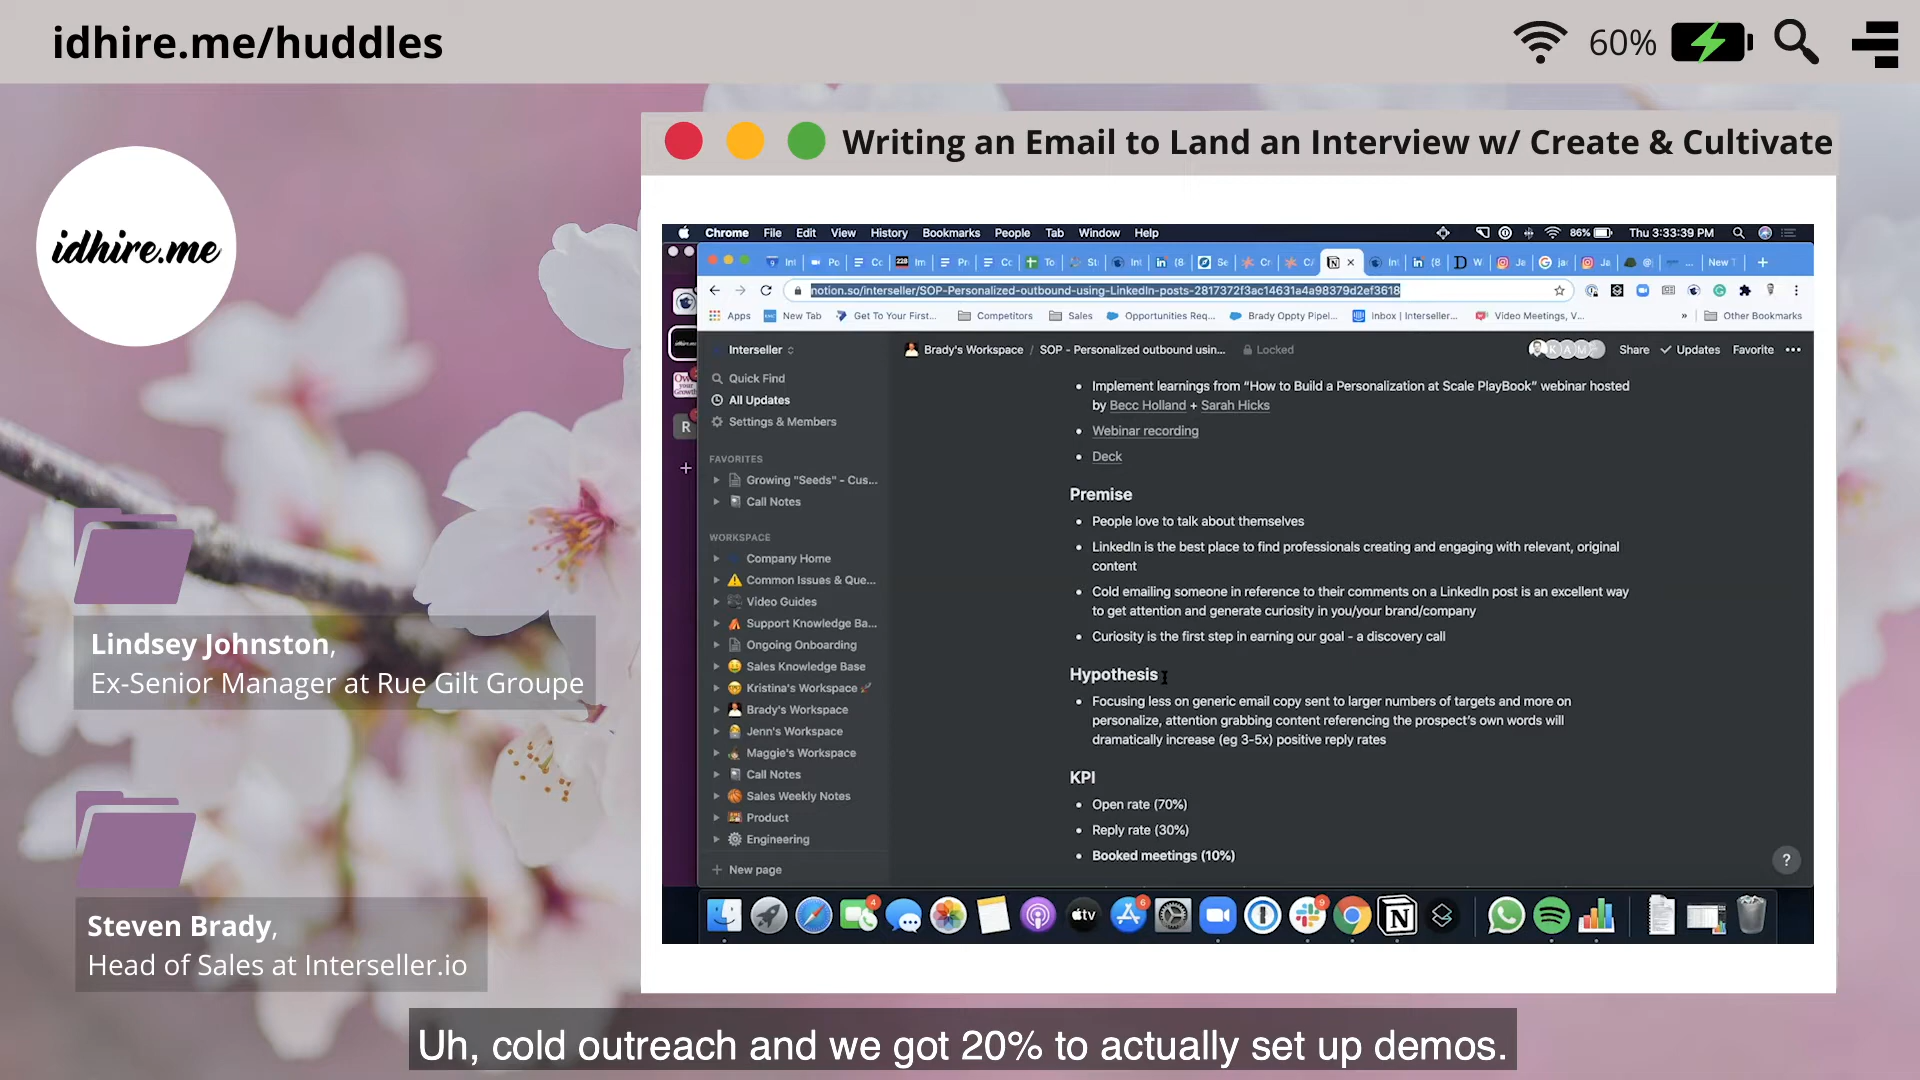 idhire.me/huddles
60%
Writing an Email to Land an Interview w/ Create & Cultivate
idhire.me
Lindsey Johnston,
Ex-Senior Manager at Rue Gilt Groupe
Steven Brady,
Head of Sales at Interseller.io
Chrome File Edit View History Bookmarks People Tab Window Help
86% Thu 3:33:39 PM
notion.so/interseller/SOP-Personalized-outbound-using-LinkedIn-posts-2817372f3ac14631a4a98379d2ef3618
Apps New Tab Get To Your First... Competitors Sales Opportunities Req... Brady Oppty Pipel... Inbox | Interseller... Video Meetings, V... » Other Bookmarks
Interseller
Brady's Workspace / SOP - Personalized outbound usin... Locked
Share Updates Favorite
Quick Find
All Updates
Settings & Members
FAVORITES
Growing "Seeds" - Cus...
Call Notes
WORKSPACE
Company Home
Common Issues & Que...
Video Guides
Support Knowledge Ba...
Ongoing Onboarding
Sales Knowledge Base
Kristina's Workspace
Brady's Workspace
Jenn's Workspace
Maggie's Workspace
Call Notes
Sales Weekly Notes
Product
Engineering
New page
• Implement learnings from “How to Build a Personalization at Scale PlayBook” webinar hosted
by Becc Holland + Sarah Hicks
• Webinar recording
• Deck
Premise
• People love to talk about themselves
• LinkedIn is the best place to find professionals creating and engaging with relevant, original
content
• Cold emailing someone in reference to their comments on a LinkedIn post is an excellent way
to get attention and generate curiosity in you/your brand/company
• Curiosity is the first step in earning our goal - a discovery call
Hypothesis
• Focusing less on generic email copy sent to larger numbers of targets and more on
personalize, attention grabbing content referencing the prospect's own words will
dramatically increase (eg 3-5x) positive reply rates
KPI
• Open rate (70%)
• Reply rate (30%)
• Booked meetings (10%)
?
Uh, cold outreach and we got 20% to actually set up demos.